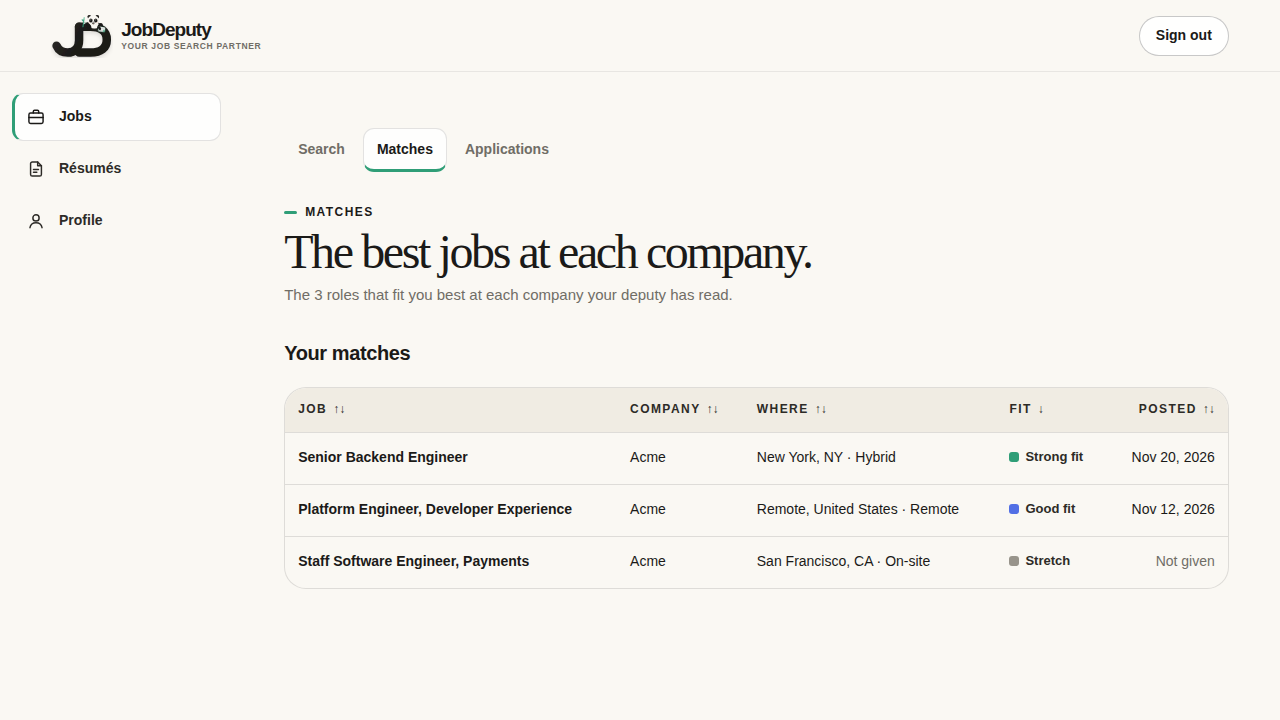 JobDeputy
YOUR JOB SEARCH PARTNER
Sign out
Jobs
Résumés
Profile
Search Matches Applications
MATCHES
The best jobs at each company.
The 3 roles that fit you best at each company your deputy has read.
Your matches
JOB ↑↓ COMPANY ↑↓ WHERE ↑↓ FIT ↓ POSTED ↑↓
Senior Backend Engineer Acme New York, NY · Hybrid Strong fit Nov 20, 2026
Platform Engineer, Developer Experience Acme Remote, United States · Remote Good fit Nov 12, 2026
Staff Software Engineer, Payments Acme San Francisco, CA · On-site Stretch Not given